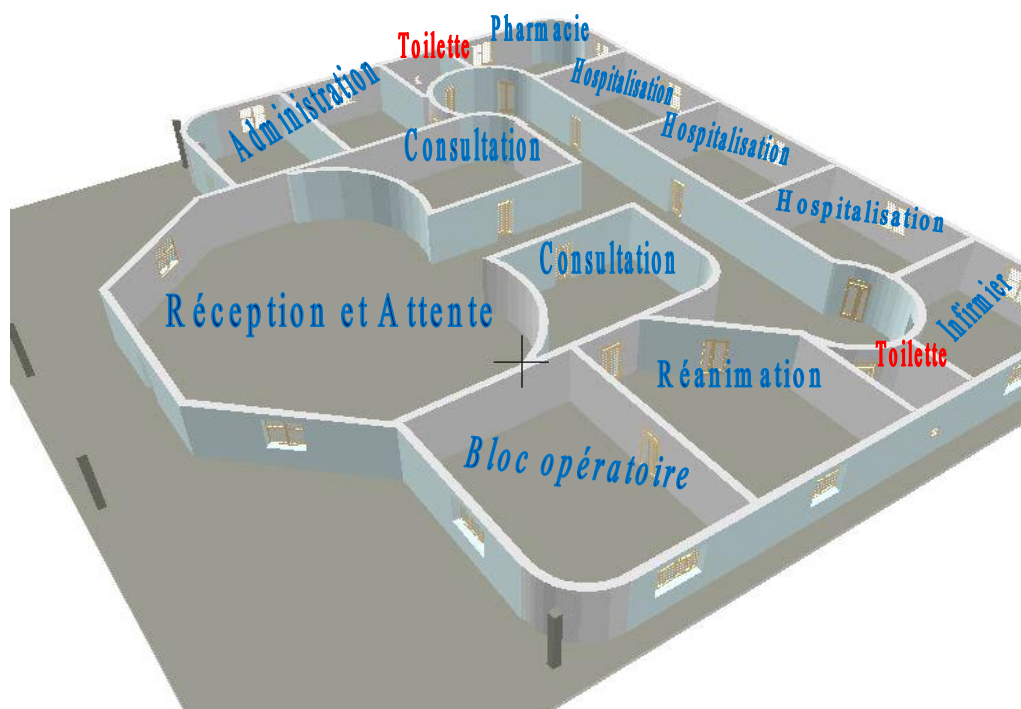 Pharmacie
Toilette
Hospitalisation
Administration
Consultation
Hospitalisation
Hospitalisation
Consultation
Réception et Attente
Infirmier
Toilette
Réanimation
Bloc opératoire